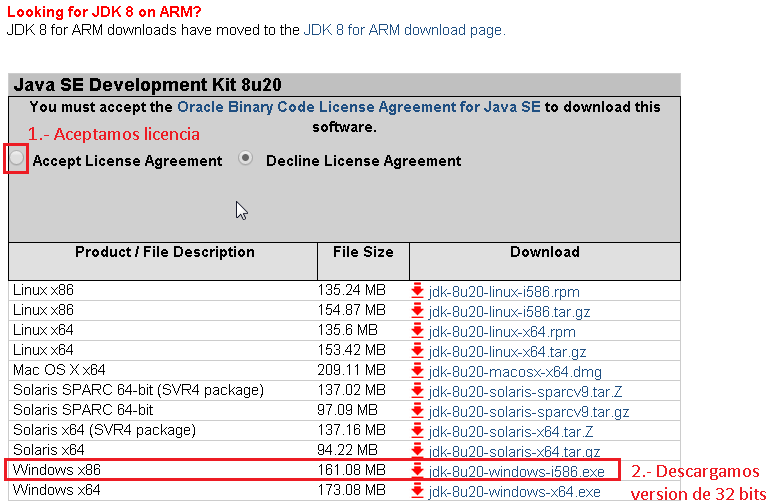 Looking for JDK 8 on ARM?
JDK 8 for ARM downloads have moved to the JDK 8 for ARM download page.
Java SE Development Kit 8u20
You must accept the Oracle Binary Code License Agreement for Java SE to download this
software.
1.- Aceptamos licencia
Accept License Agreement Decline License Agreement
Product / File Description File Size Download
Linux x86 135.24 MB jdk-8u20-linux-i586.rpm
Linux x86 154.87 MB jdk-8u20-linux-i586.tar.gz
Linux x64 135.6 MB jdk-8u20-linux-x64.rpm
Linux x64 153.42 MB jdk-8u20-linux-x64.tar.gz
Mac OS X x64 209.11 MB jdk-8u20-macosx-x64.dmg
Solaris SPARC 64-bit (SVR4 package) 137.02 MB jdk-8u20-solaris-sparcv9.tar.Z
Solaris SPARC 64-bit 97.09 MB jdk-8u20-solaris-sparcv9.tar.gz
Solaris x64 (SVR4 package) 137.16 MB jdk-8u20-solaris-x64.tar.Z
Solaris x64 94.22 MB jdk-8u20-solaris-x64.tar.gz
Windows x86 161.08 MB jdk-8u20-windows-i586.exe
Windows x64 173.08 MB jdk-8u20-windows-x64.exe
2.- Descargamos
version de 32 bits